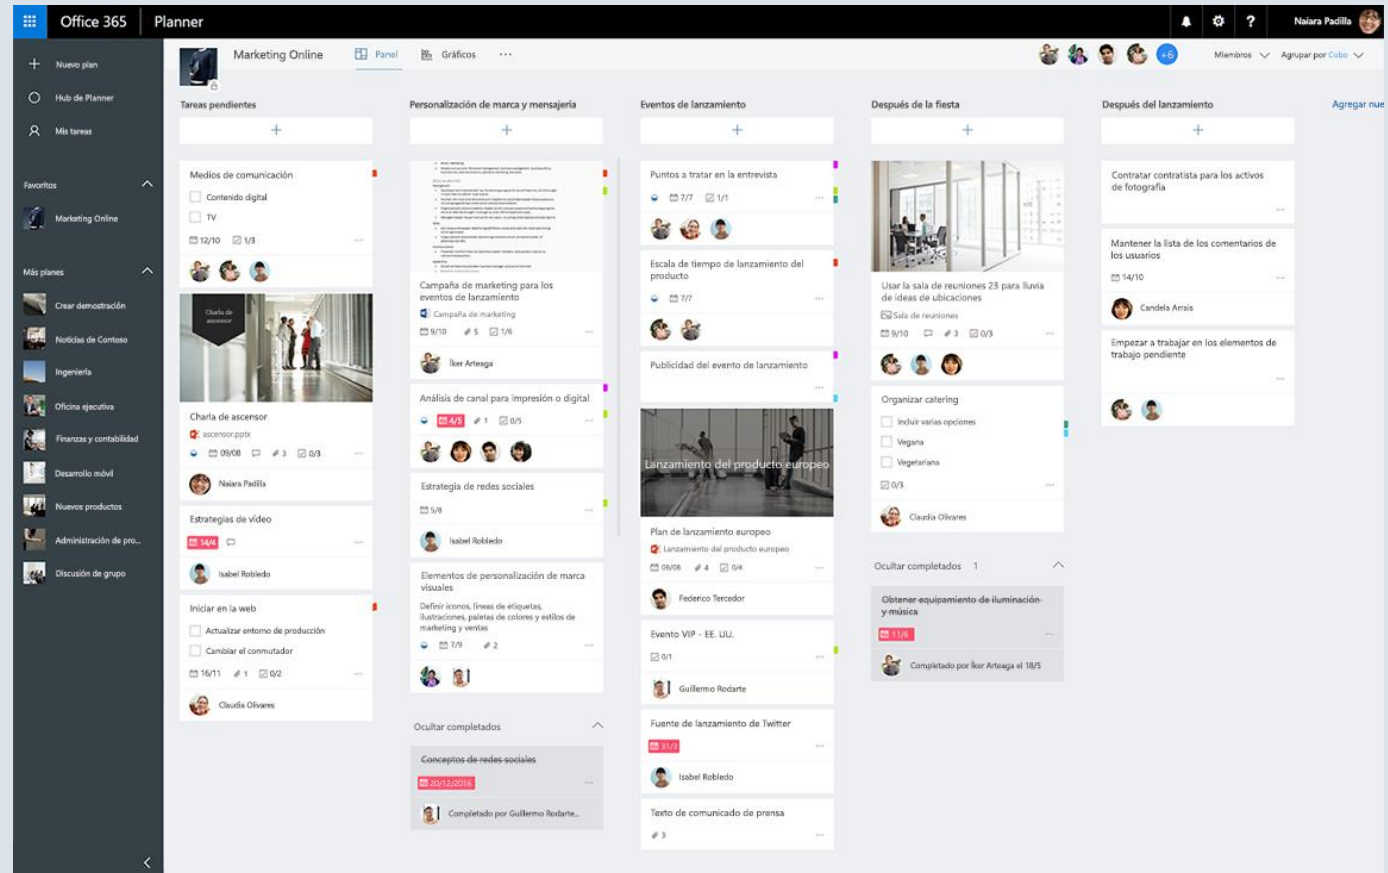 Office 365
Planner
Naiara Padilla
Nuevo plan
Hub de Planner
Mis tareas
Favoritos
Marketing Online
Más planes
Crear demostración
Noticias de Contoso
Ingeniería
Oficina ejecutiva
Finanzas y contabilidad
Desarrollo móvil
Nuevos productos
Administración de pro...
Discusión de grupo
Marketing Online
Panel
Gráficos
+6
Miembros
Agrupar por Cubo
Tareas pendientes
Medios de comunicación
Contenido digital
TV
12/10 1/3
Charla de
ascensor
Charla de ascensor
ascensor.pptx
09/08 3 0/3
Naiara Padilla
Estrategias de vídeo
14/4
Isabel Robledo
Iniciar en la web
Actualizar entorno de producción
Cambiar el conmutador
16/11 1 0/2
Claudia Olivares
Personalización de marca y mensajería
Campaña de marketing para los
eventos de lanzamiento
Campaña de marketing
9/10 5 1/6
Íker Arteaga
Análisis de canal para impresión o digital
4/5 1 0/5
Estrategia de redes sociales
5/8
Isabel Robledo
Elementos de personalización de marca
visuales
Definir iconos, líneas de etiquetas,
ilustraciones, paletas de colores y estilos de
marketing y ventas
7/9 2
Ocultar completados
Conceptos de redes sociales
20/12/2016
Completado por Guillermo Rodarte...
Eventos de lanzamiento
Puntos a tratar en la entrevista
7/7 1/1
Escala de tiempo de lanzamiento del
producto
7/7
Publicidad del evento de lanzamiento
Lanzamiento del producto europeo
Plan de lanzamiento europeo
Lanzamiento del producto europeo
09/08 4 0/4
Federico Tercedor
Evento VIP - EE. UU.
0/1
Guillermo Rodarte
Fuente de lanzamiento de Twitter
31/3
Isabel Robledo
Texto de comunicado de prensa
3
Después de la fiesta
Usar la sala de reuniones 23 para lluvia
de ideas de ubicaciones
Sala de reuniones
9/10 3 0/3
Organizar catering
Incluir varias opciones
Vegana
Vegetariana
0/3
Claudia Olivares
Ocultar completados 1
Obtener equipamiento de iluminación
y música
11/6
Completado por Íker Arteaga el 18/5
Después del lanzamiento
Contratar contratista para los activos
de fotografía
Mantener la lista de los comentarios de
los usuarios
14/10
Candela Arrais
Empezar a trabajar en los elementos de
trabajo pendiente
Agregar nue